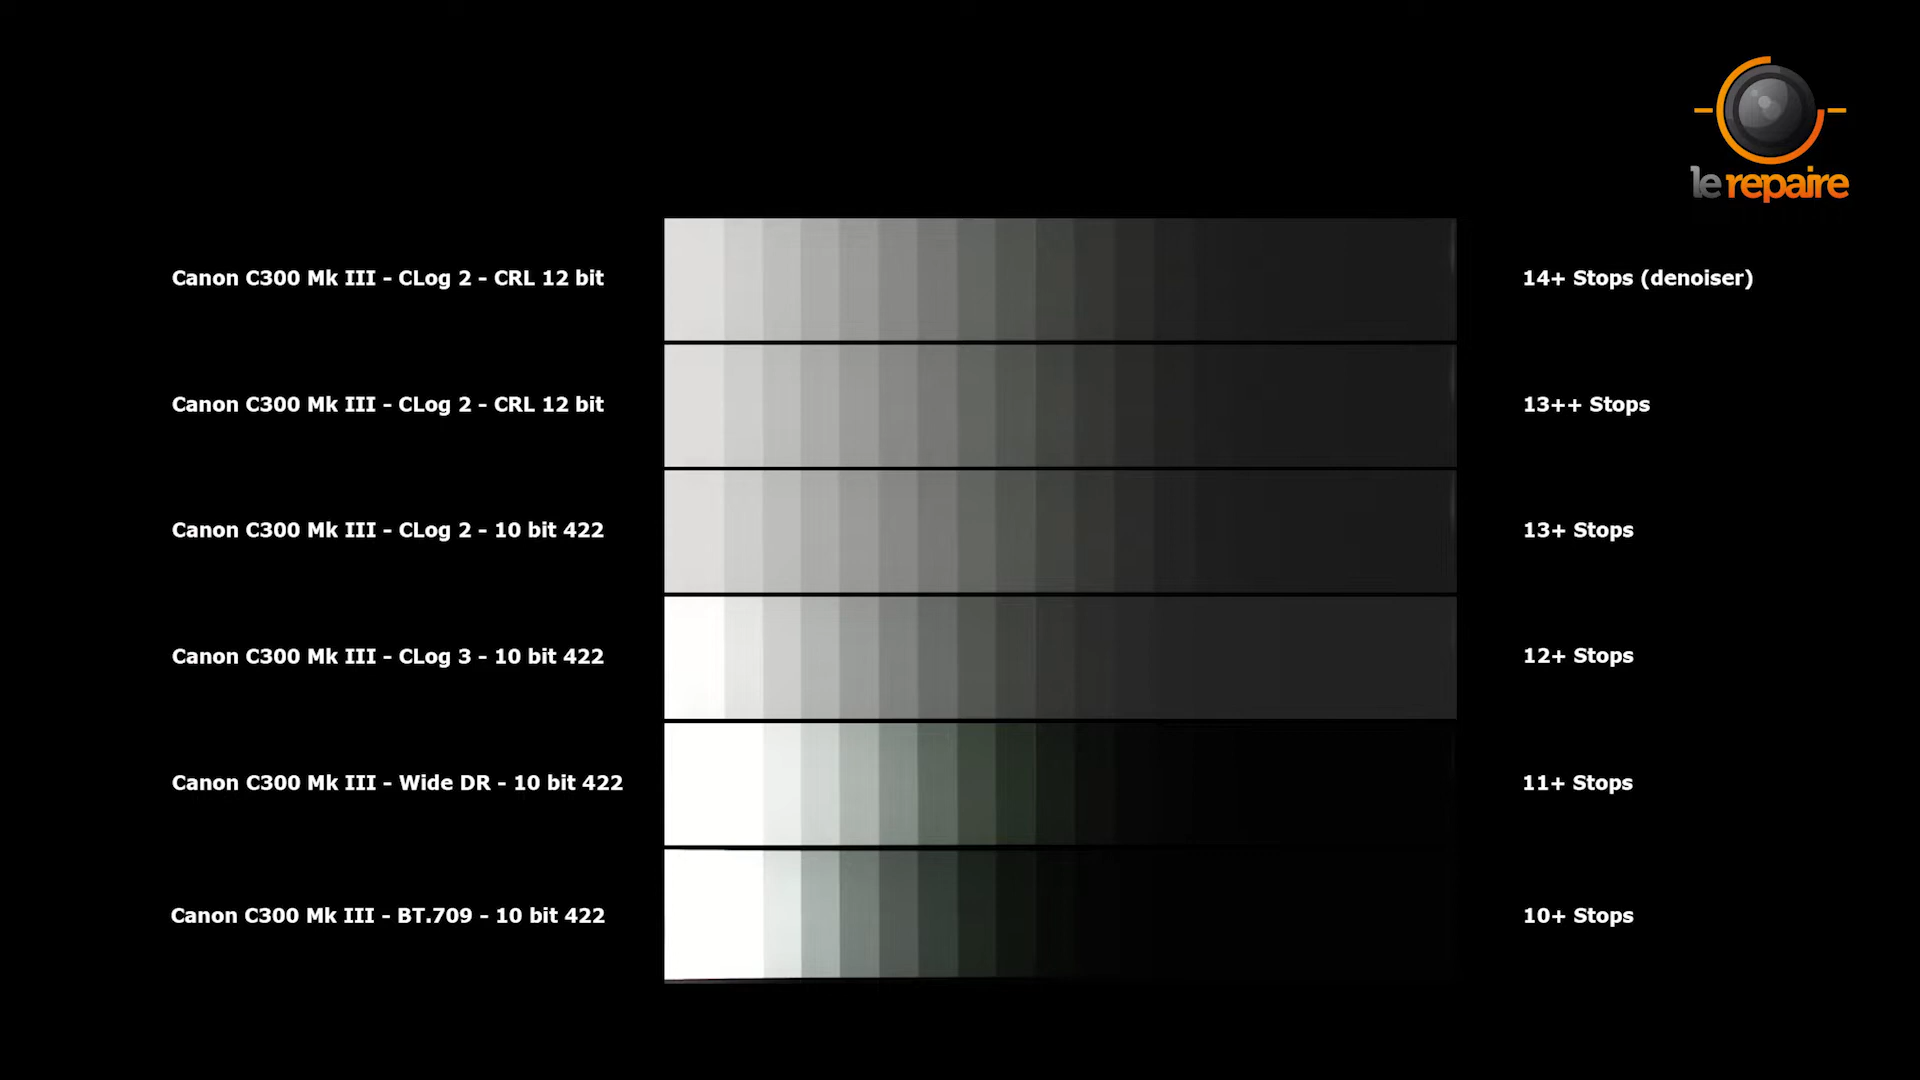 le repaire
Canon C300 Mk III - CLog 2 - CRL 12 bit
14+ Stops (denoiser)
Canon C300 Mk III - CLog 2 - CRL 12 bit
13++ Stops
Canon C300 Mk III - CLog 2 - 10 bit 422
13+ Stops
Canon C300 Mk III - CLog 3 - 10 bit 422
12+ Stops
Canon C300 Mk III - Wide DR - 10 bit 422
11+ Stops
Canon C300 Mk III - BT.709 - 10 bit 422
10+ Stops